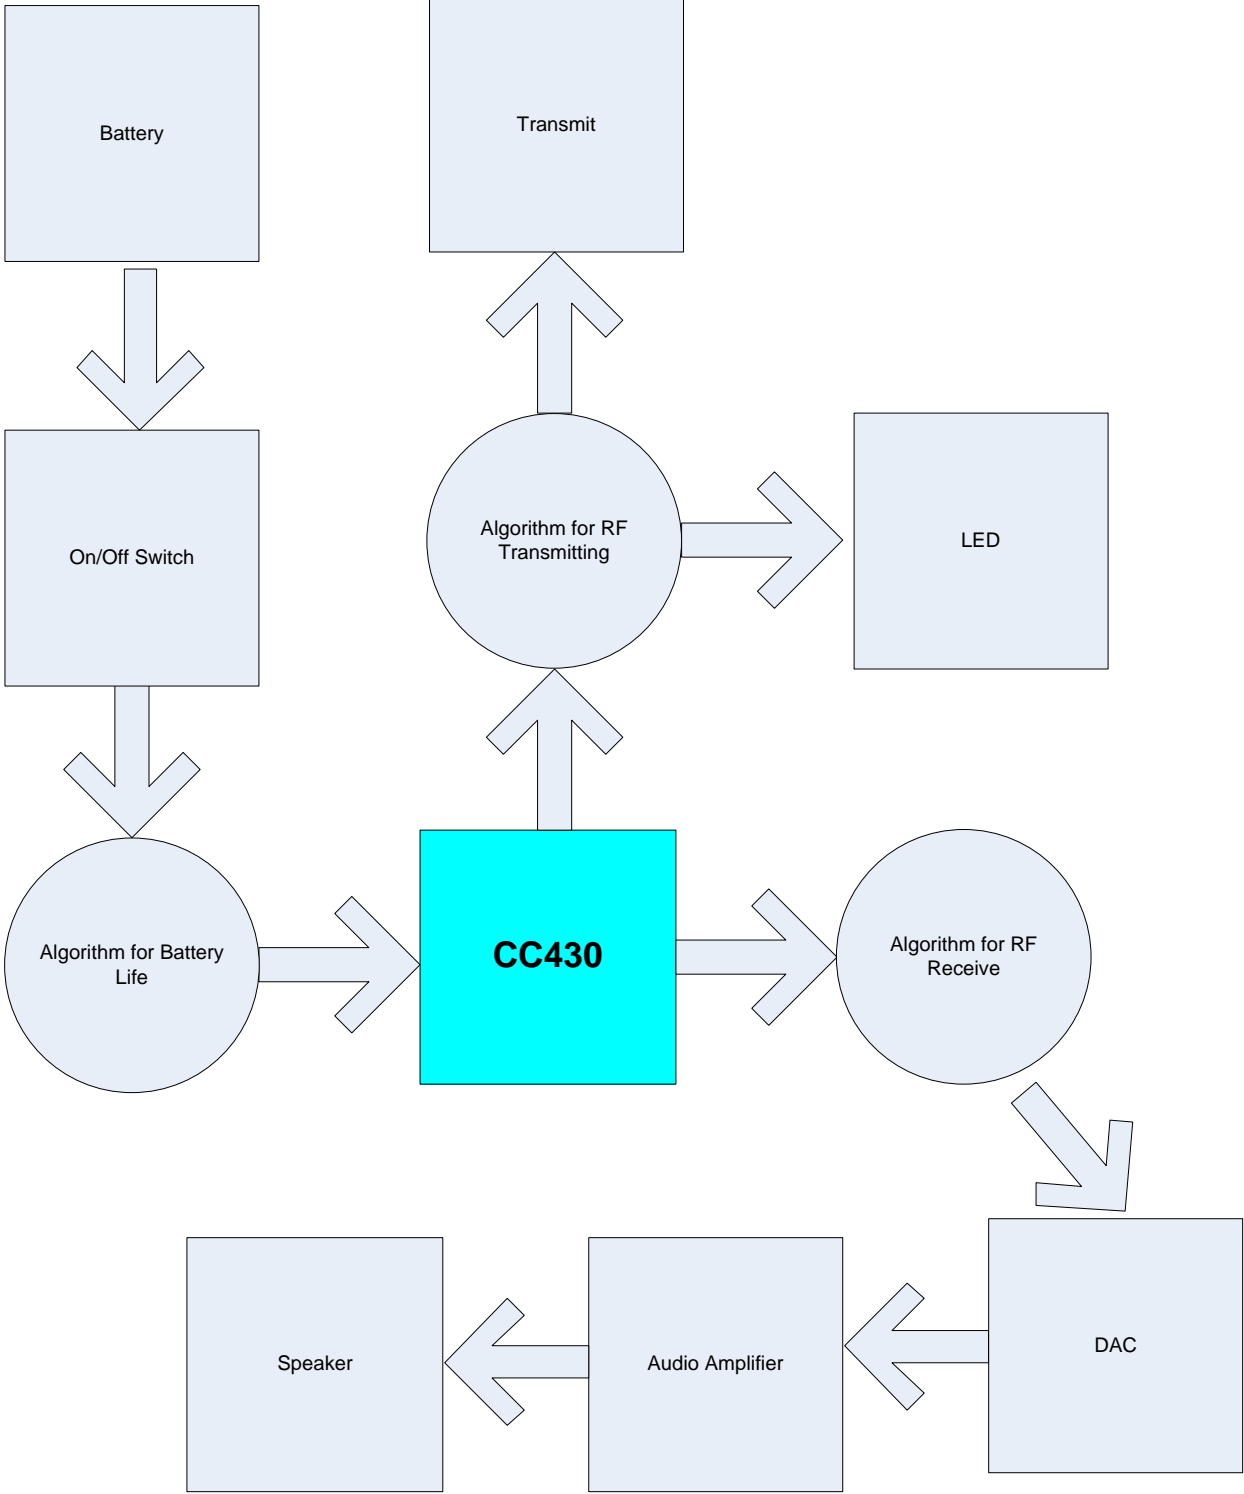 Battery
Transmit
On/Off Switch
Algorithm for RF
Transmitting
LED
Algorithm for Battery
Life
CC430
Algorithm for RF
Receive
Speaker
Audio Amplifier
DAC